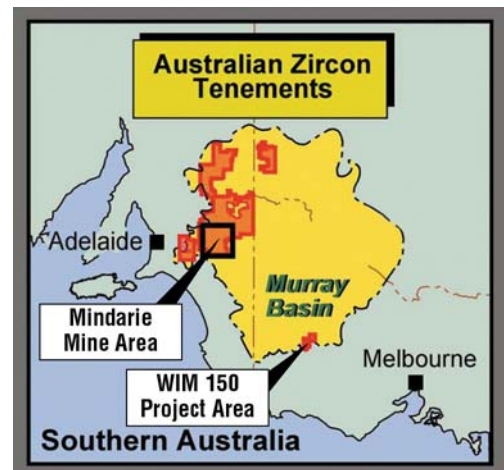 Australian Zircon
Tenements
Adelaide
Murray
Basin
Mindarie
Mine Area
Melbourne
WIM 150
Project Area
Southern Australia